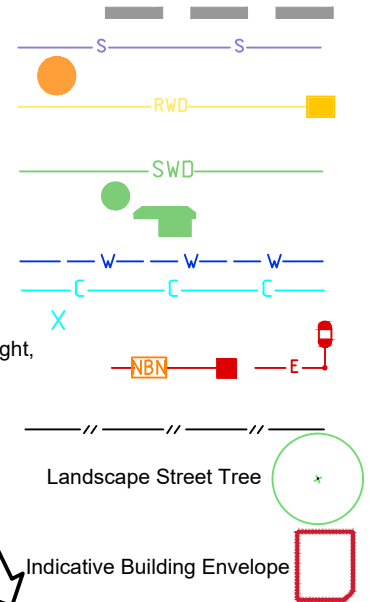 S S
RWD
SWD
W W W
C C C
X
ght,
NBN E
// // //
Landscape Street Tree
Indicative Building Envelope